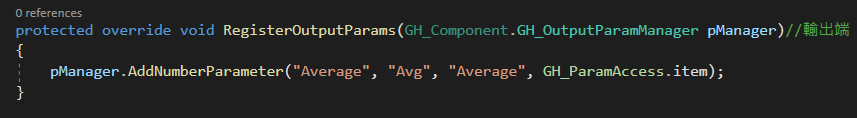 0 references
protected override void RegisterOutputParams(GH_Component.GH_OutputParamManager pManager)//輸出端
{
pManager.AddNumberParameter("Average", "Avg", "Average", GH_ParamAccess.item);
}